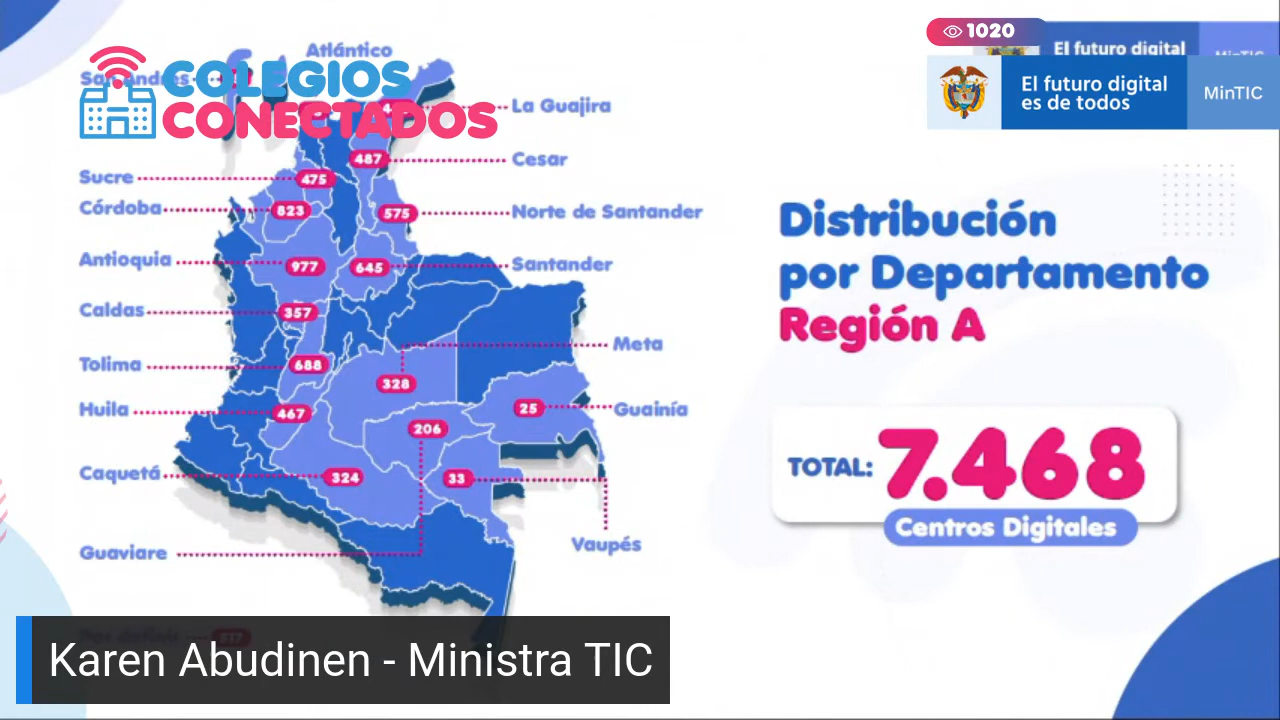 Atlántico
San Andrés
COLEGIOS
CONECTADOS
1020
El futuro digital
MinTIC
El futuro digital
es de todos
MinTIC
La Guajira
487
Cesar
Sucre
475
Córdoba
823
575
Norte de Santander
Antioquia
977
645
Santander
Caldas
357
Meta
Tolima
688
328
Huila
467
206
25
Guainía
Caquetá
324
33
Vaupés
Guaviare
Distribución
por Departamento
Región A
TOTAL: 7.468
Centros Digitales
Karen Abudinen - Ministra TIC